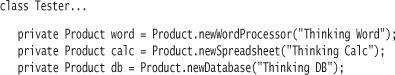 class Tester...
private Product word = Product.newWordProcessor("Thinking Word");
private Product calc = Product.newSpreadsheet("Thinking Calc");
private Product db = Product.newDatabase("Thinking DB");